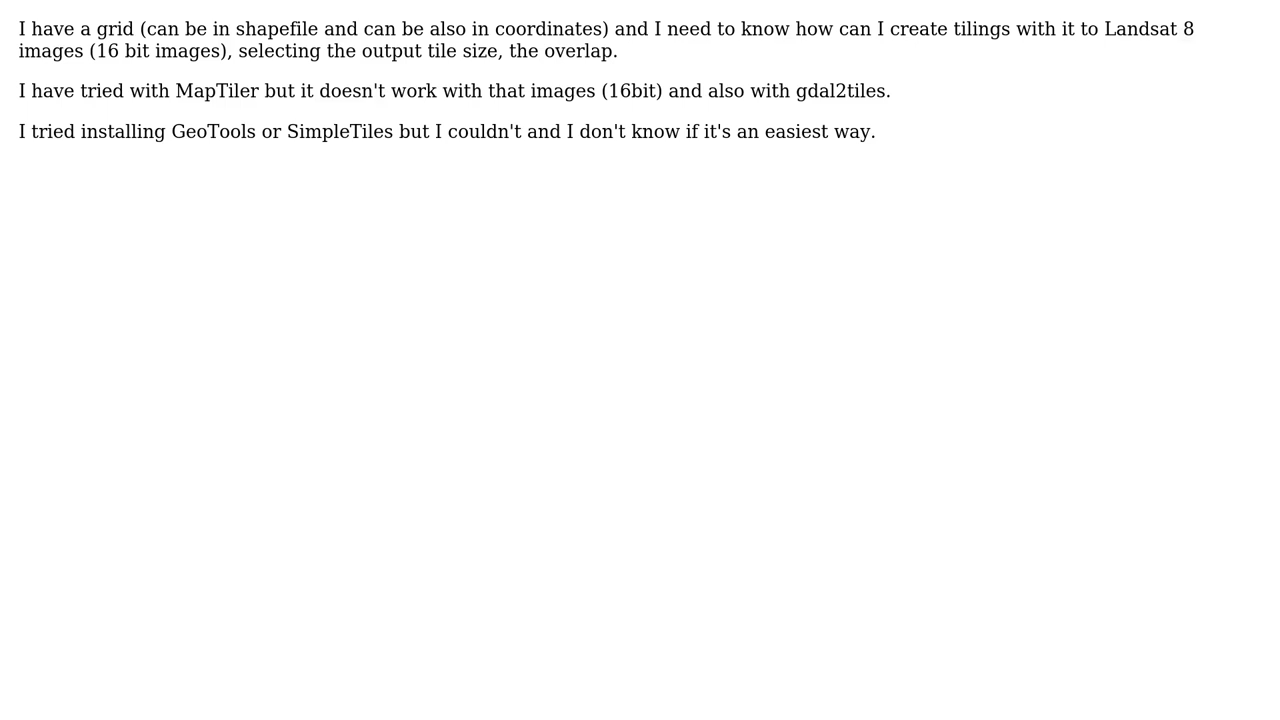 I have a grid (can be in shapefile and can be also in coordinates) and I need to know how can I create tilings with it to Landsat 8
images (16 bit images), selecting the output tile size, the overlap.
I have tried with MapTiler but it doesn't work with that images (16bit) and also with gdal2tiles.
I tried installing GeoTools or SimpleTiles but I couldn't and I don't know if it's an easiest way.